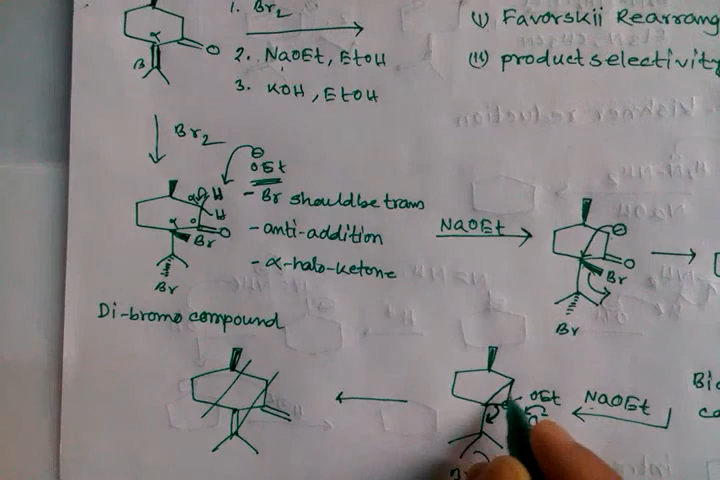 1. Br2
2. NaOEt, EtOH
3. KOH, EtOH
(i) Favorskii Rearrang
(ii) product selectivity
O
α
β
Br2
OEt
α H
H
α
O
Br
Br
- Br should be trans
- anti-addition
- α-halo-ketone
NaOEt
O
Br
Br
Di-bromo compound
Bi
co
NaOEt
OEt
O